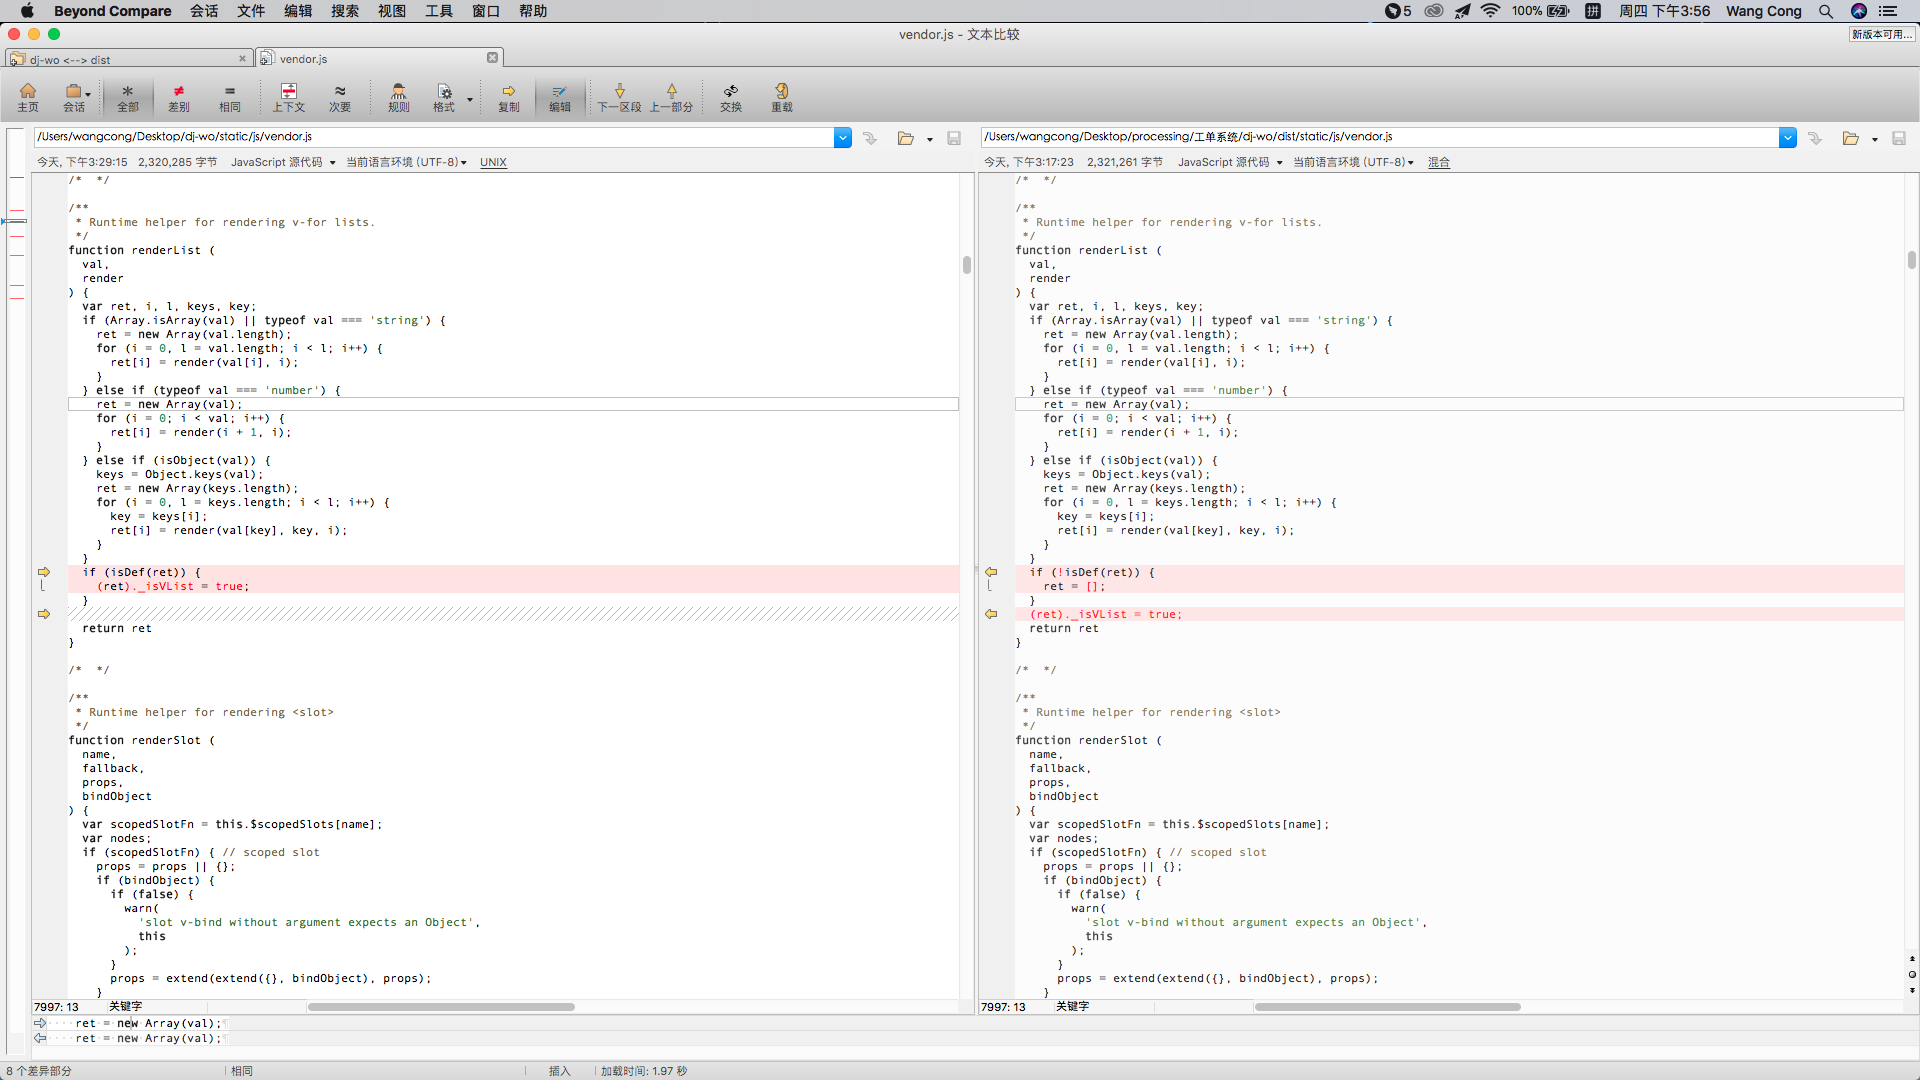 Beyond Compare 会话 文件 编辑 搜索 视图 工具 窗口 帮助 5 100% 拼 周四 下午3:56 Wang Cong
vendor.js - 文本比较 新版本可用...
dj-wo <--> dist vendor.js
主页 会话 全部 差别 相同 上下文 次要 规则 格式 复制 编辑 下一区段 上一部分 交换 重载
/Users/wangcong/Desktop/dj-wo/static/js/vendor.js
今天, 下午3:29:15 2,320,285 字节 JavaScript 源代码 当前语言环境 (UTF-8) UNIX
/*  */

/**
 * Runtime helper for rendering v-for lists.
 */
function renderList (
  val,
  render
) {
  var ret, i, l, keys, key;
  if (Array.isArray(val) || typeof val === 'string') {
    ret = new Array(val.length);
    for (i = 0, l = val.length; i < l; i++) {
      ret[i] = render(val[i], i);
    }
  } else if (typeof val === 'number') {
    ret = new Array(val);
    for (i = 0; i < val; i++) {
      ret[i] = render(i + 1, i);
    }
  } else if (isObject(val)) {
    keys = Object.keys(val);
    ret = new Array(keys.length);
    for (i = 0, l = keys.length; i < l; i++) {
      key = keys[i];
      ret[i] = render(val[key], key, i);
    }
  }
  if (isDef(ret)) {
    (ret)._isVList = true;
  }
  return ret
}

/*  */

/**
 * Runtime helper for rendering <slot>
 */
function renderSlot (
  name,
  fallback,
  props,
  bindObject
) {
  var scopedSlotFn = this.$scopedSlots[name];
  var nodes;
  if (scopedSlotFn) { // scoped slot
    props = props || {};
    if (bindObject) {
      if (false) {
        warn(
          'slot v-bind without argument expects an Object',
          this
        );
      }
      props = extend(extend({}, bindObject), props);
    }
7997: 13 关键字
/Users/wangcong/Desktop/processing/工单系统/dj-wo/dist/static/js/vendor.js
今天, 下午3:17:23 2,321,261 字节 JavaScript 源代码 当前语言环境 (UTF-8) 混合
/*  */

/**
 * Runtime helper for rendering v-for lists.
 */
function renderList (
  val,
  render
) {
  var ret, i, l, keys, key;
  if (Array.isArray(val) || typeof val === 'string') {
    ret = new Array(val.length);
    for (i = 0, l = val.length; i < l; i++) {
      ret[i] = render(val[i], i);
    }
  } else if (typeof val === 'number') {
    ret = new Array(val);
    for (i = 0; i < val; i++) {
      ret[i] = render(i + 1, i);
    }
  } else if (isObject(val)) {
    keys = Object.keys(val);
    ret = new Array(keys.length);
    for (i = 0, l = keys.length; i < l; i++) {
      key = keys[i];
      ret[i] = render(val[key], key, i);
    }
  }
  if (!isDef(ret)) {
    ret = [];
  }
  (ret)._isVList = true;
  return ret
}

/*  */

/**
 * Runtime helper for rendering <slot>
 */
function renderSlot (
  name,
  fallback,
  props,
  bindObject
) {
  var scopedSlotFn = this.$scopedSlots[name];
  var nodes;
  if (scopedSlotFn) { // scoped slot
    props = props || {};
    if (bindObject) {
      if (false) {
        warn(
          'slot v-bind without argument expects an Object',
          this
        );
      }
      props = extend(extend({}, bindObject), props);
    }
7997: 13 关键字
····ret·=·new·Array(val);¶
····ret·=·new·Array(val);¶
8 个差异部分 相同 插入 加载时间: 1.97 秒